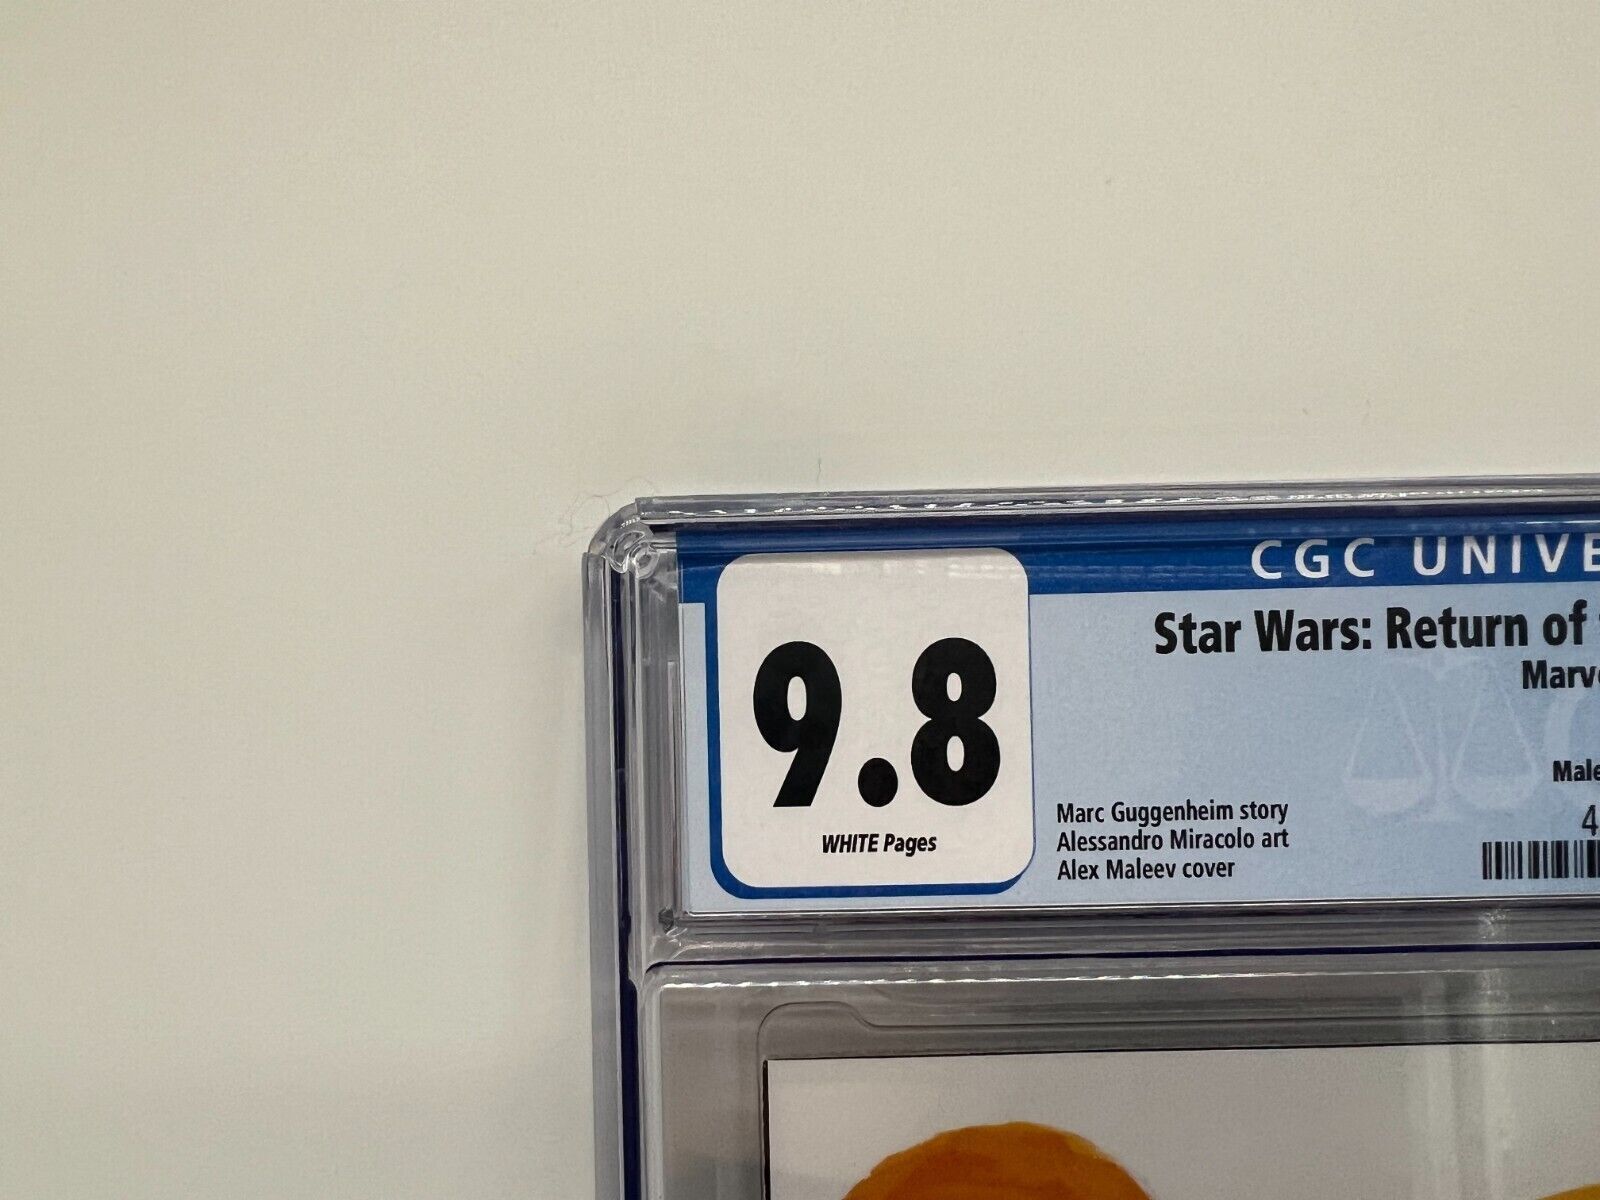 CGC UNIVE
Star Wars: Return of
Marv
9.8
Male
WHITE Pages
Marc Guggenheim story
Alessandro Miracolo art
Alex Maleev cover
4